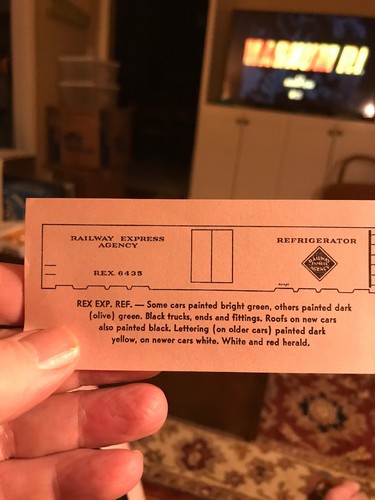 MAGNUM P.I.
RAILWAY EXPRESS
AGENCY
REX 6435
REFRIGERATOR
RAILWAY
EXPRESS
AGENCY
REX EXP. REF. — Some cars painted bright green, others painted dark
(olive) green. Black trucks, ends and fittings. Roofs on new cars
also painted black. Lettering (on older cars) painted dark
yellow, on newer cars white. White and red herald.